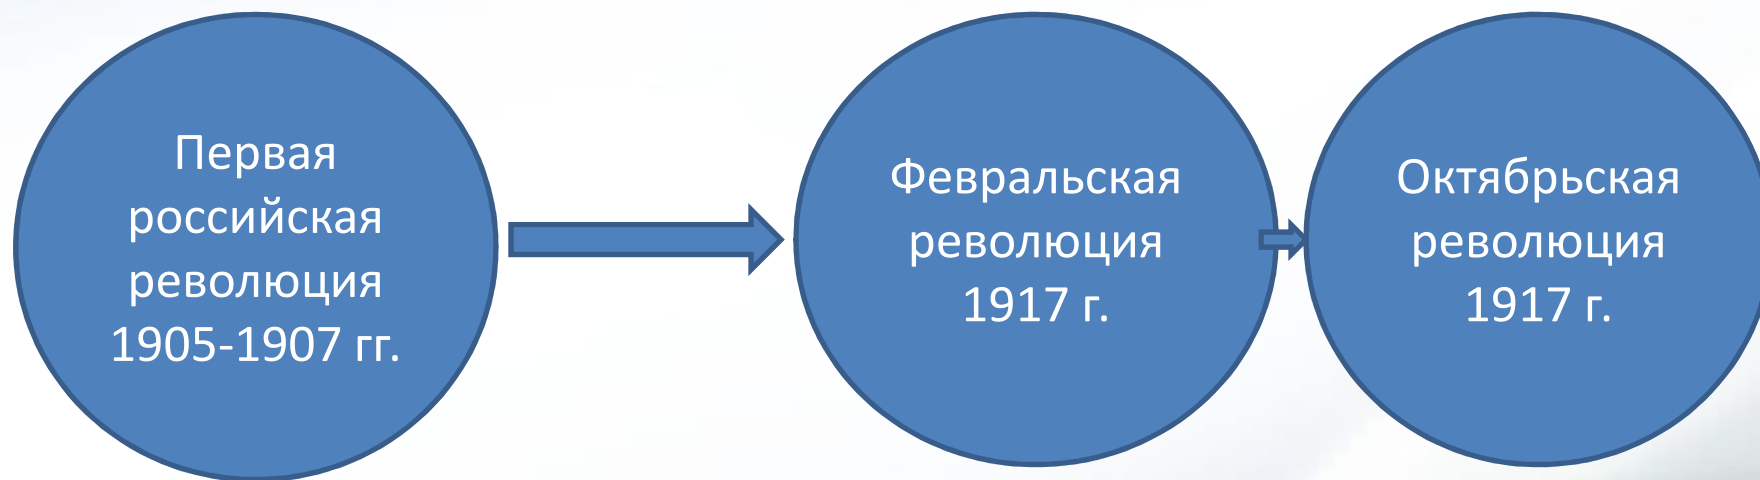 Первая
российская
революция
1905-1907 гг.
Февральская
революция
1917 г.
Октябрьская
революция
1917 г.